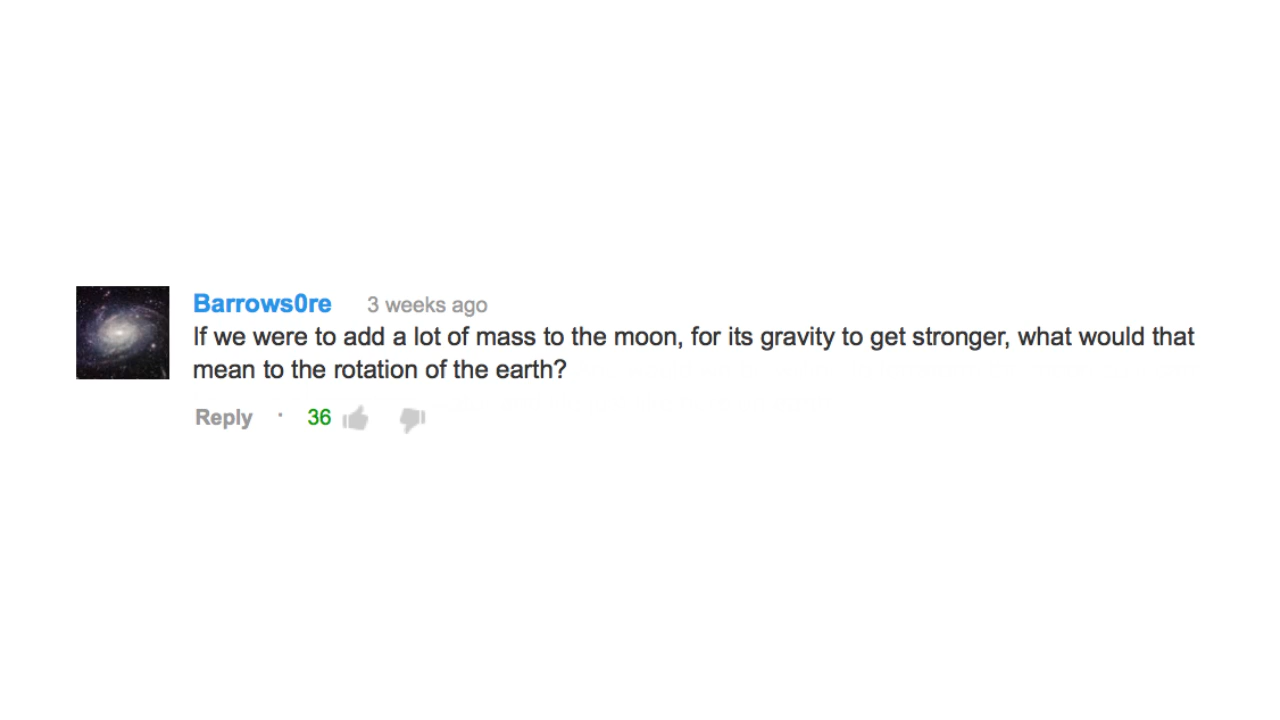 Barrows0re 3 weeks ago
If we were to add a lot of mass to the moon, for its gravity to get stronger, what would that
mean to the rotation of the earth?
Reply · 36